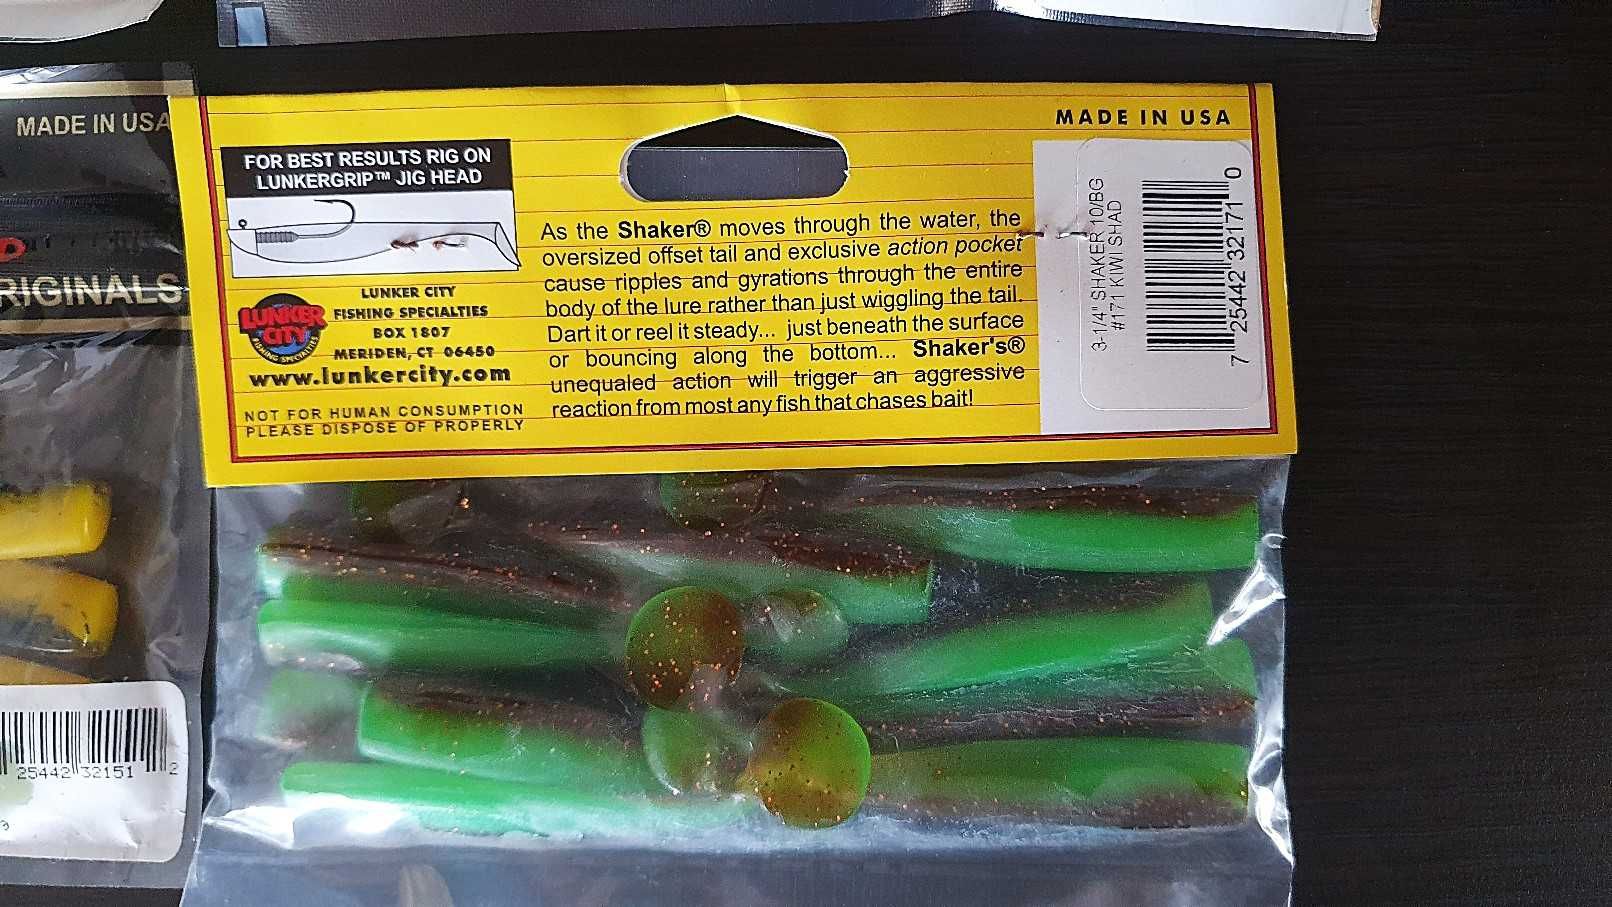 MADE IN USA
RIGINALS
25442 32151 2
3
MADE IN USA
FOR BEST RESULTS RIG ON
LUNKERGRIP™ JIG HEAD
LUNKER
CITY
FISHING SPECIALTIES
LUNKER CITY
FISHING SPECIALTIES
BOX 1807
MERIDEN, CT 06450
www.lunkercity.com
NOT FOR HUMAN CONSUMPTION
PLEASE DISPOSE OF PROPERLY
As the Shaker® moves through the water, the
oversized offset tail and exclusive action pocket
cause ripples and gyrations through the entire
body of the lure rather than just wiggling the tail.
Dart it or reel it steady... just beneath the surface
or bouncing along the bottom... Shaker's®
unequaled action will trigger an aggressive
reaction from most any fish that chases bait!
3-1/4" SHAKER 10/BG
#171 KIWI SHAD
7 25442 32171 0